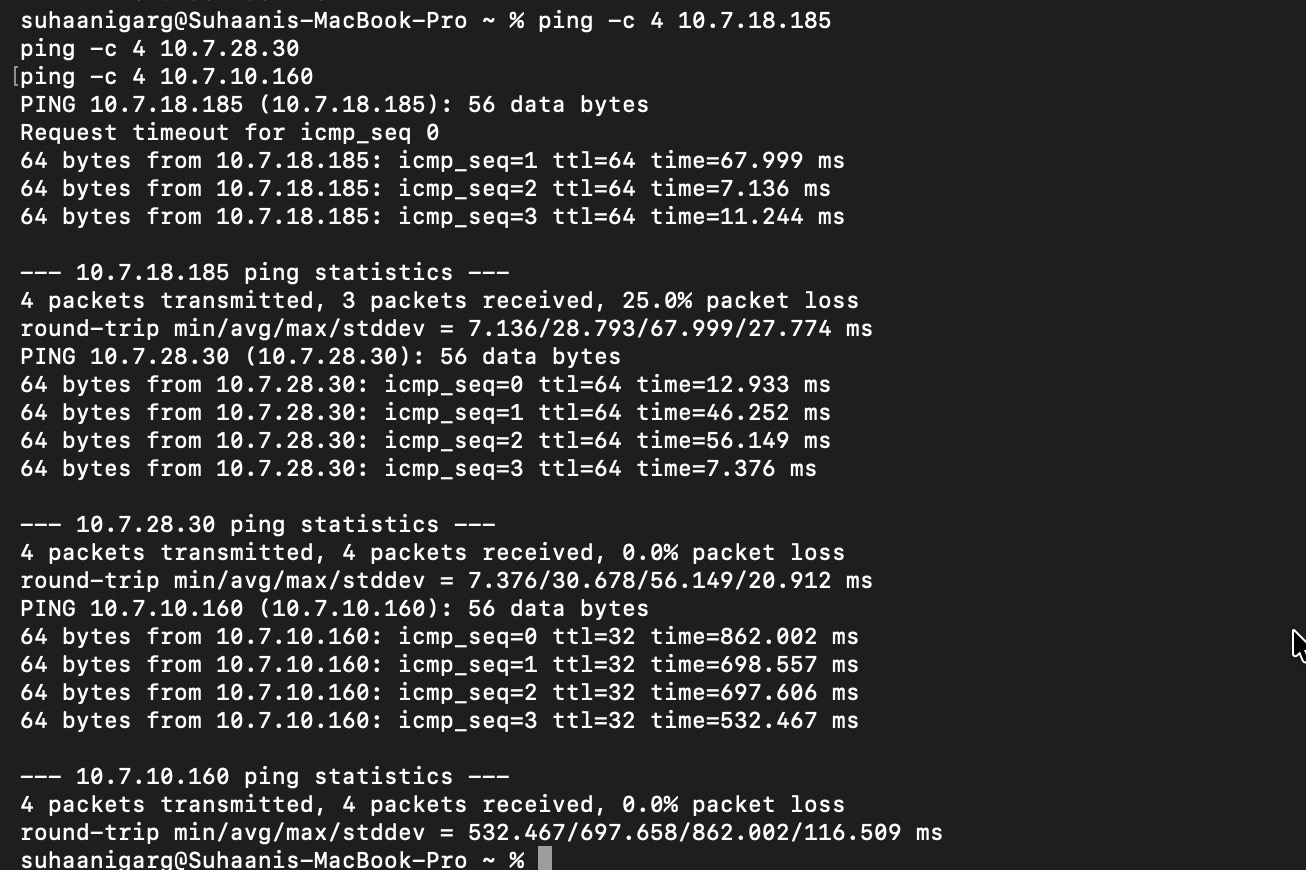 suhaanigarg@Suhaanis-MacBook-Pro ~ % ping -c 4 10.7.18.185
ping -c 4 10.7.28.30
[ping -c 4 10.7.10.160
PING 10.7.18.185 (10.7.18.185): 56 data bytes
Request timeout for icmp_seq 0
64 bytes from 10.7.18.185: icmp_seq=1 ttl=64 time=67.999 ms
64 bytes from 10.7.18.185: icmp_seq=2 ttl=64 time=7.136 ms
64 bytes from 10.7.18.185: icmp_seq=3 ttl=64 time=11.244 ms

--- 10.7.18.185 ping statistics ---
4 packets transmitted, 3 packets received, 25.0% packet loss
round-trip min/avg/max/stddev = 7.136/28.793/67.999/27.774 ms
PING 10.7.28.30 (10.7.28.30): 56 data bytes
64 bytes from 10.7.28.30: icmp_seq=0 ttl=64 time=12.933 ms
64 bytes from 10.7.28.30: icmp_seq=1 ttl=64 time=46.252 ms
64 bytes from 10.7.28.30: icmp_seq=2 ttl=64 time=56.149 ms
64 bytes from 10.7.28.30: icmp_seq=3 ttl=64 time=7.376 ms

--- 10.7.28.30 ping statistics ---
4 packets transmitted, 4 packets received, 0.0% packet loss
round-trip min/avg/max/stddev = 7.376/30.678/56.149/20.912 ms
PING 10.7.10.160 (10.7.10.160): 56 data bytes
64 bytes from 10.7.10.160: icmp_seq=0 ttl=32 time=862.002 ms
64 bytes from 10.7.10.160: icmp_seq=1 ttl=32 time=698.557 ms
64 bytes from 10.7.10.160: icmp_seq=2 ttl=32 time=697.606 ms
64 bytes from 10.7.10.160: icmp_seq=3 ttl=32 time=532.467 ms

--- 10.7.10.160 ping statistics ---
4 packets transmitted, 4 packets received, 0.0% packet loss
round-trip min/avg/max/stddev = 532.467/697.658/862.002/116.509 ms
suhaanigarg@Suhaanis-MacBook-Pro ~ %